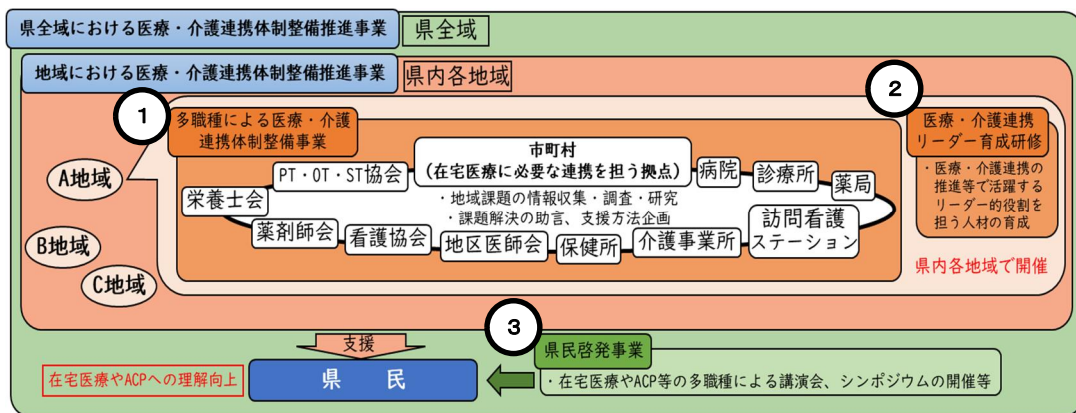 県全域における医療・介護連携体制整備推進事業
県全域
地域における医療・介護連携体制整備推進事業
県内各地域
1
多職種による医療・介護
連携体制整備事業
2
医療・介護連携
リーダー育成研修
・医療・介護連携の
推進等で活躍する
リーダー的役割を
担う人材の育成
県内各地域で開催
A地域
B地域
C地域
市町村
(在宅医療に必要な連携を担う拠点)
・地域課題の情報収集・調査・研究
・課題解決の助言、支援方法企画
栄養士会
PT・OT・ST協会
病院
診療所
薬局
薬剤師会
看護協会
地区医師会
保健所
介護事業所
訪問看護
ステーション
支援
3
県民啓発事業
・在宅医療やACP等の多職種による講演会、シンポジウムの開催等
在宅医療やACPへの理解向上
県　民